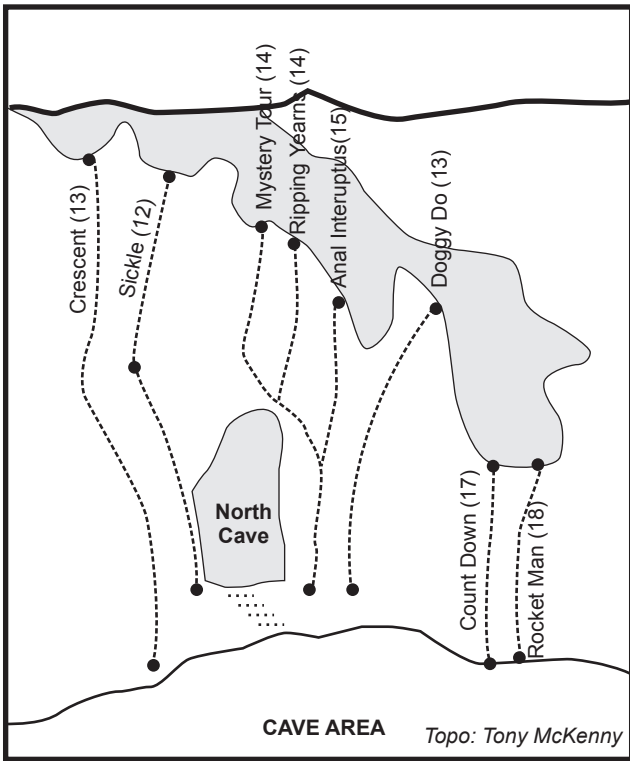 Crescent (13)
Sickle (12)
Mystery Tour (14)
Ripping Yearns (14)
Anal Interuptus(15)
Doggy Do (13)
North
Cave
Count Down (17)
Rocket Man (18)
CAVE AREA
Topo: Tony McKenny